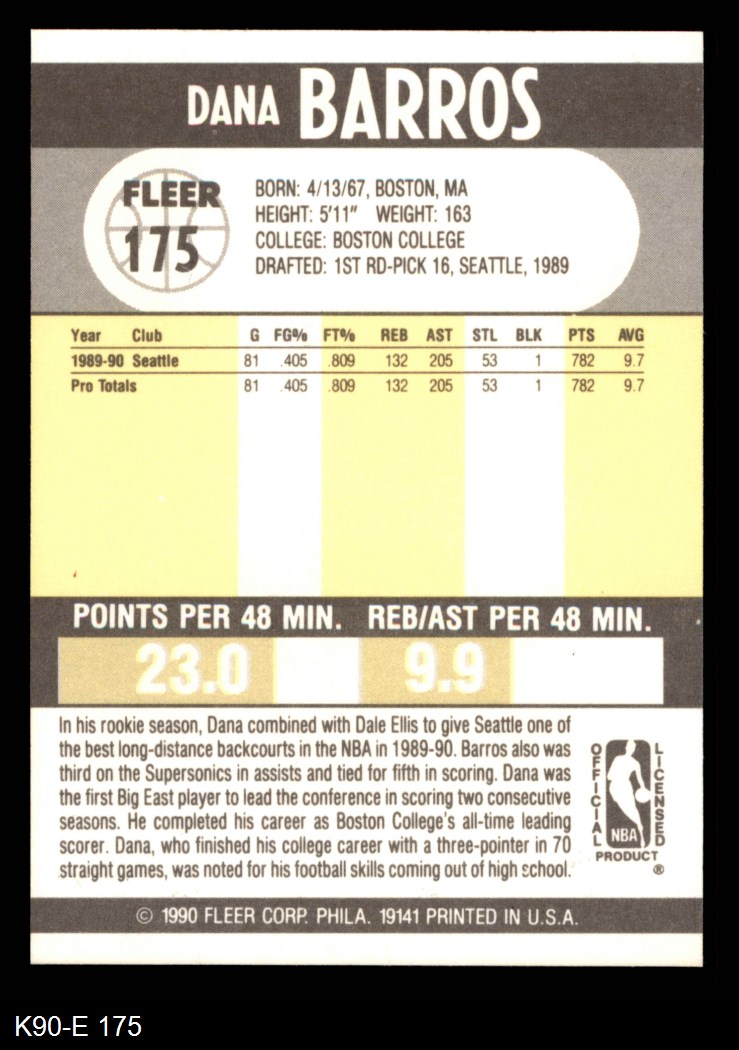 DANA BARROS
FLEER
175
BORN: 4/13/67, BOSTON, MA
HEIGHT: 5'11" WEIGHT: 163
COLLEGE: BOSTON COLLEGE
DRAFTED: 1ST RD-PICK 16, SEATTLE, 1989
Year Club G FG% FT% REB AST STL BLK PTS AVG
1989-90 Seattle 81 .405 .809 132 205 53 1 782 9.7
Pro Totals 81 .405 .809 132 205 53 1 782 9.7
POINTS PER 48 MIN. REB/AST PER 48 MIN.
23.0 9.9
In his rookie season, Dana combined with Dale Ellis to give Seattle one of
the best long-distance backcourts in the NBA in 1989-90. Barros also was
third on the Supersonics in assists and tied for fifth in scoring. Dana was
the first Big East player to lead the conference in scoring two consecutive
seasons. He completed his career as Boston College's all-time leading
scorer. Dana, who finished his college career with a three-pointer in 70
straight games, was noted for his football skills coming out of high school.
OFFICIAL LICENSED
NBA
PRODUCT
®
© 1990 FLEER CORP. PHILA. 19141 PRINTED IN U.S.A.
K90-E 175